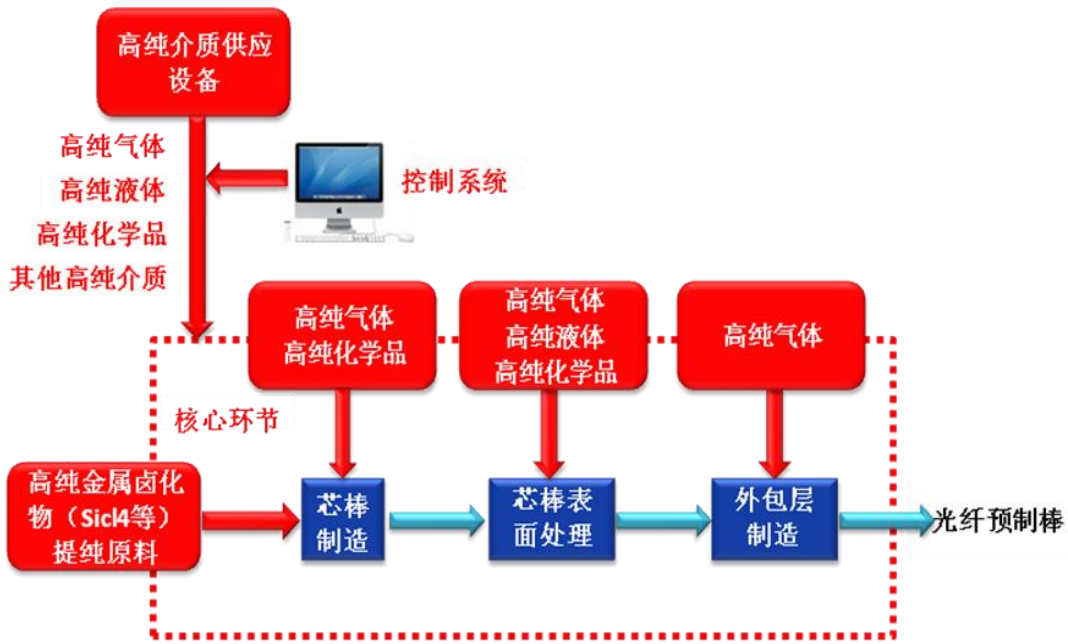 高纯介质供应
设备
高纯气体
高纯液体
高纯化学品
其他高纯介质
控制系统
高纯气体
高纯化学品
高纯气体
高纯液体
高纯化学品
高纯气体
核心环节
高纯金属卤化
物（Sicl4等）
提纯原料
芯棒
制造
芯棒表
面处理
外包层
制造
光纤预制棒